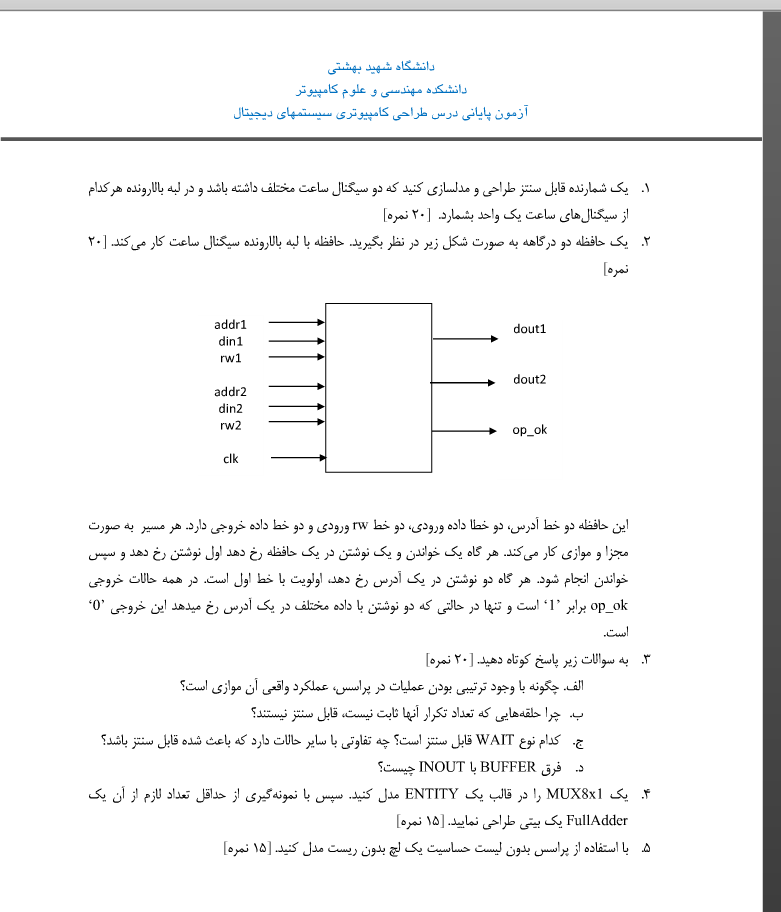 دانشگاه شهید بهشتی
دانشکده مهندسی و علوم کامپیوتر
آزمون پایانی درس طراحی کامپیوتری سیستمهای دیجیتال
۱. یک شمارنده قابل سنتز طراحی و مدلسازی کنید که دو سیگنال ساعت مختلف داشته باشد و در لبه بالارونده هرکدام
از سیگنال‌های ساعت یک واحد بشمارد. [۲۰ نمره]
۲. یک حافظه دو درگاهه به صورت شکل زیر در نظر بگیرید. حافظه با لبه بالارونده سیگنال ساعت کار می‌کند. [۲۰
نمره]
addr1
din1
rw1
addr2
din2
rw2
clk
dout1
dout2
op_ok
این حافظه دو خط آدرس، دو خطا داده ورودی، دو خط rw ورودی و دو خط داده خروجی دارد. هر مسیر به صورت
مجزا و موازی کار می‌کند. هر گاه یک خواندن و یک نوشتن در یک حافظه رخ دهد اول نوشتن رخ دهد و سپس
خواندن انجام شود. هر گاه دو نوشتن در یک آدرس رخ دهد، اولویت با خط اول است. در همه حالات خروجی
op_ok برابر ’1‘ است و تنها در حالتی که دو نوشتن با داده مختلف در یک آدرس رخ میدهد این خروجی ’0‘
است.
۳. به سوالات زیر پاسخ کوتاه دهید. [۲۰ نمره]
الف. چگونه با وجود ترتیبی بودن عملیات در پراسس، عملکرد واقعی آن موازی است؟
ب. چرا حلقه‌هایی که تعداد تکرار آنها ثابت نیست، قابل سنتز نیستند؟
ج. کدام نوع WAIT قابل سنتز است؟ چه تفاوتی با سایر حالات دارد که باعث شده قابل سنتز باشد؟
د. فرق BUFFER با INOUT چیست؟
۴. یک MUX8x1 را در قالب یک ENTITY مدل کنید. سپس با نمونه‌گیری از حداقل تعداد لازم از آن یک
FullAdder یک بیتی طراحی نمایید. [۱۵ نمره]
۵. با استفاده از پراسس بدون لیست حساسیت یک لچ بدون ریست مدل کنید. [۱۵ نمره]